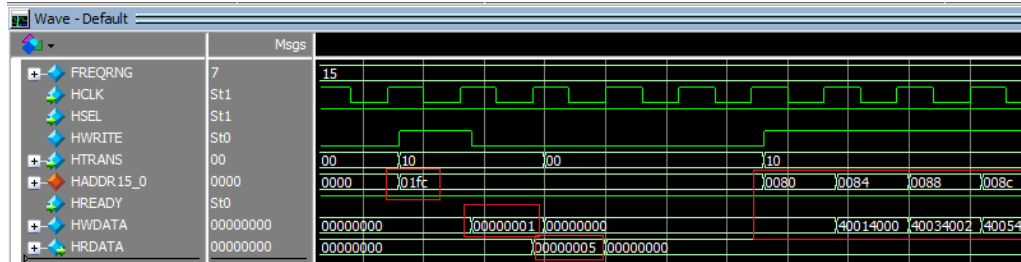 Wave - Default
Msgs
FREQRNG 7 15
HCLK St1
HSEL St1
HWRITE St0
HTRANS 00 00 10 00 10
HADDR15_0 0000 0000 01fc 0080 0084 0088 008c
HREADY St0
HWDATA 00000000 00000000 00000001 00000000 40014000 40034002 40054
HRDATA 00000000 00000000 00000005 00000000